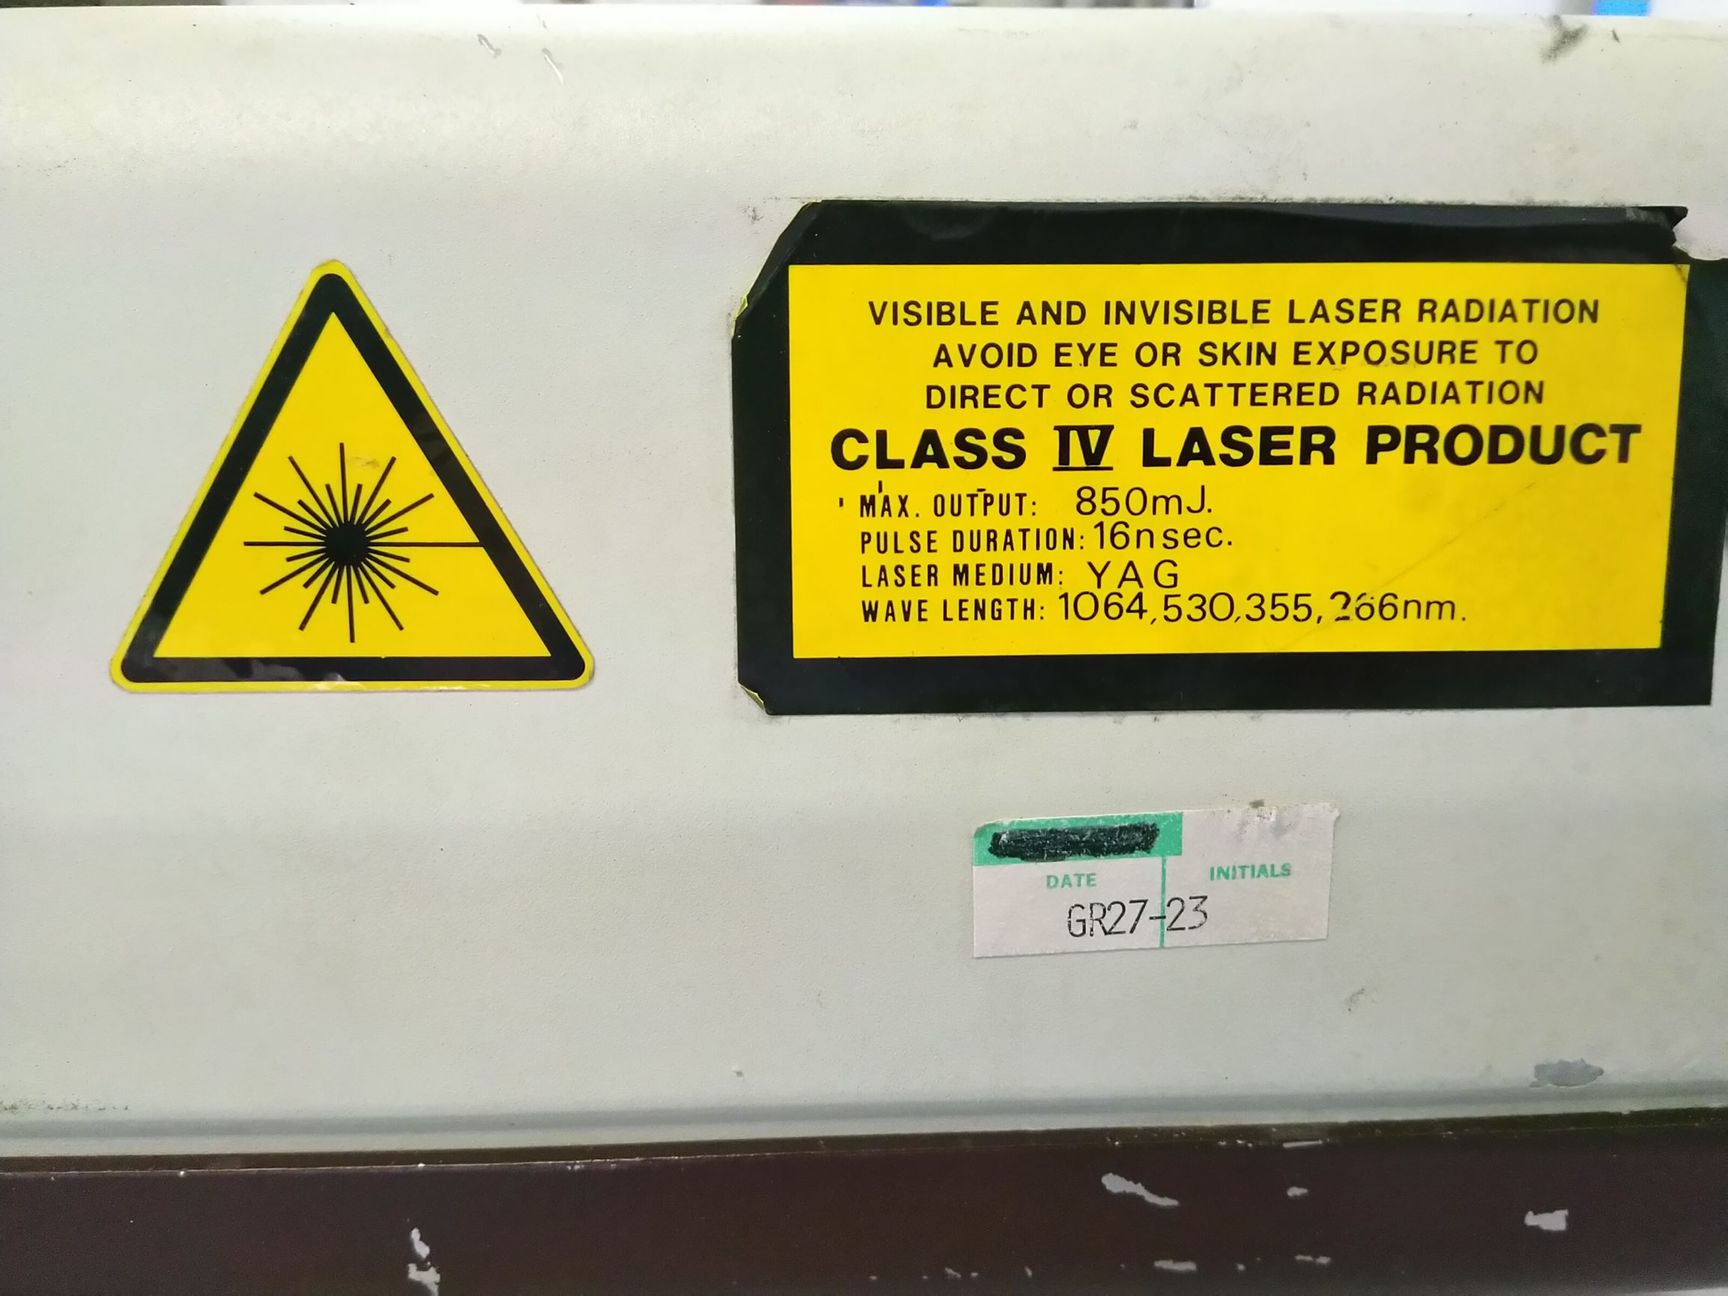 VISIBLE AND INVISIBLE LASER RADIATION
AVOID EYE OR SKIN EXPOSURE TO
DIRECT OR SCATTERED RADIATION
CLASS IV LASER PRODUCT
MAX. OUTPUT: 850mJ.
PULSE DURATION: 16nsec.
LASER MEDIUM: YAG
WAVE LENGTH: 1064,530,355,266nm.
DATE INITIALS
GR27-23